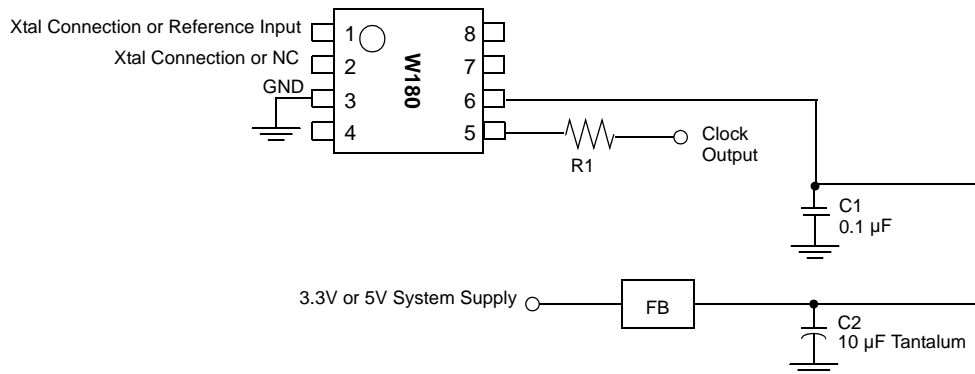 Xtal Connection or Reference Input
1
8
Xtal Connection or NC
2
7
W180
GND
3
6
4
5
R1
Clock
Output
C1
0.1 µF
3.3V or 5V System Supply
FB
C2
10 µF Tantalum